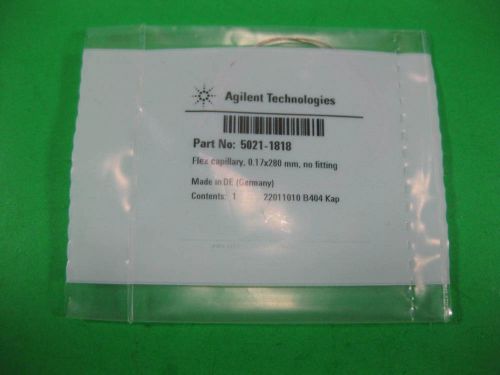 Agilent Technologies
Part No: 5021-1818
Flex capillary, 0.17x280 mm, no fitting
Made in DE (Germany)
Contents: 1 22011010 B404 Kap